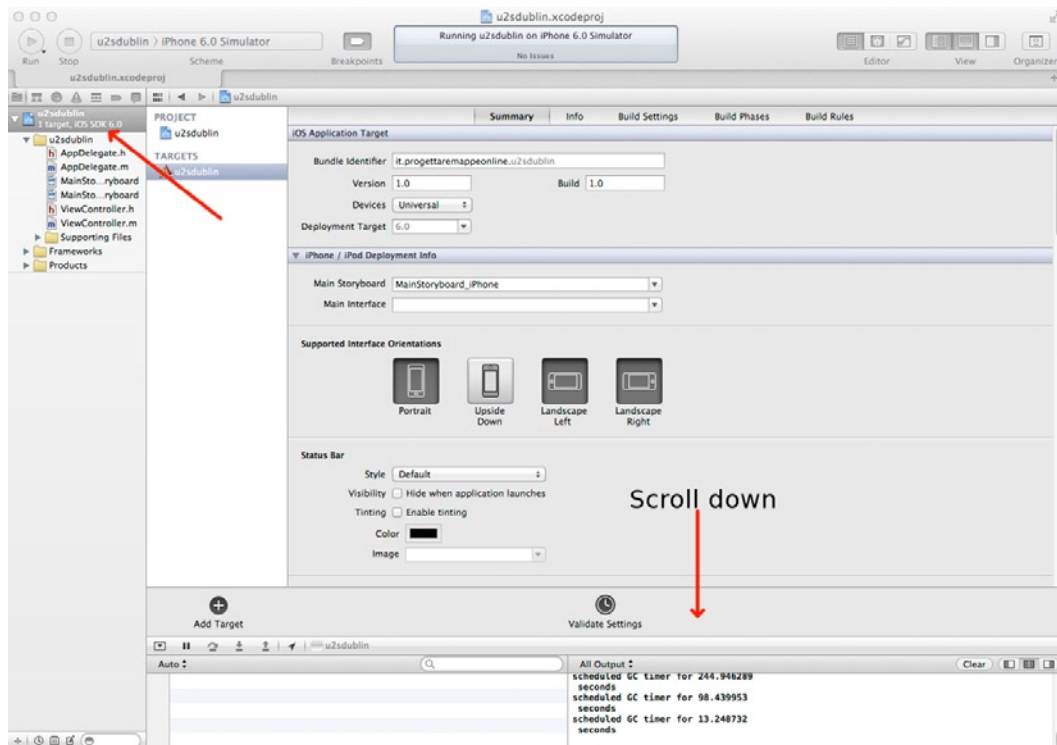 u2sdublin.xcodeproj
u2sdublin ⟩ iPhone 6.0 Simulator
Running u2sdublin on iPhone 6.0 Simulator
No Issues
Run Stop Scheme Breakpoints Editor View Organizer
u2sdublin.xcodeproj
u2sdublin
u2sdublin
1 target, iOS SDK 6.0
u2sdublin
AppDelegate.h
AppDelegate.m
MainSto...ryboard
MainSto...ryboard
ViewController.h
ViewController.m
Supporting Files
Frameworks
Products
PROJECT
u2sdublin
TARGETS
u2sdublin
Summary Info Build Settings Build Phases Build Rules
iOS Application Target
Bundle Identifier it.progettaremappeonline.u2sdublin
Version 1.0 Build 1.0
Devices Universal
Deployment Target 6.0
iPhone / iPod Deployment Info
Main Storyboard MainStoryboard_iPhone
Main Interface
Supported Interface Orientations
Portrait Upside Down Landscape Left Landscape Right
Status Bar
Style Default
Visibility Hide when application launches
Tinting Enable tinting
Color
Image
Scroll down
Add Target Validate Settings
u2sdublin
Auto All Output Clear
scheduled GC timer for 244.946289
seconds
scheduled GC timer for 98.439953
seconds
scheduled GC timer for 13.248732
seconds